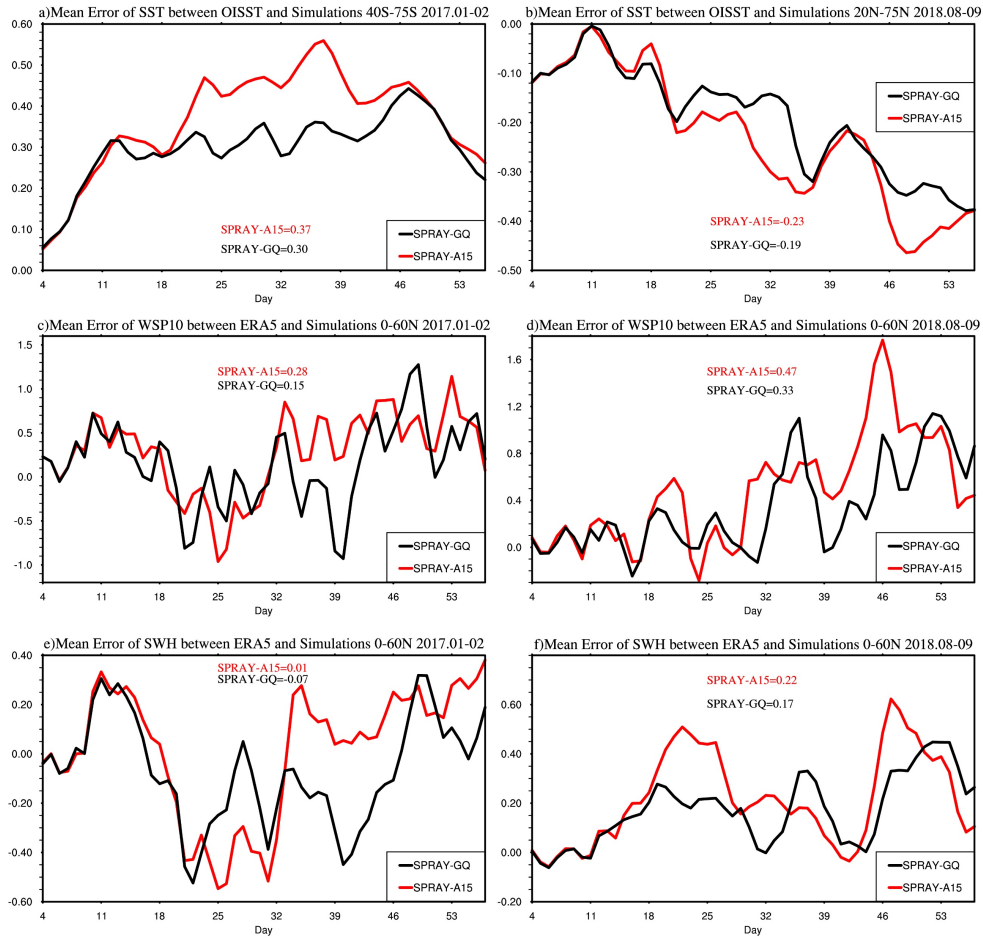 a)Mean Error of SST between OISST and Simulations 40S-75S 2017.01-02
0.60
0.50
0.40
0.30
0.20
0.10
0.00
SPRAY-A15=0.37
SPRAY-GQ=0.30
SPRAY-GQ
SPRAY-A15
4 11 18 25 32 39 46 53
Day
b)Mean Error of SST between OISST and Simulations 20N-75N 2018.08-09
0.00
-0.10
-0.20
-0.30
-0.40
-0.50
SPRAY-GQ
SPRAY-A15
SPRAY-A15=-0.23
SPRAY-GQ=-0.19
4 11 18 25 32 39 46 53
Day
c)Mean Error of WSP10 between ERA5 and Simulations 0-60N 2017.01-02
1.5
1.0
0.5
0.0
-0.5
-1.0
SPRAY-A15=0.28
SPRAY-GQ=0.15
SPRAY-GQ
SPRAY-A15
4 11 18 25 32 39 46 53
Day
d)Mean Error of WSP10 between ERA5 and Simulations 0-60N 2018.08-09
1.6
1.2
0.8
0.4
0.0
SPRAY-A15=0.47
SPRAY-GQ=0.33
SPRAY-GQ
SPRAY-A15
4 11 18 25 32 39 46 53
Day
e)Mean Error of SWH between ERA5 and Simulations 0-60N 2017.01-02
0.40
0.20
0.00
-0.20
-0.40
-0.60
SPRAY-A15=0.01
SPRAY-GQ=-0.07
SPRAY-GQ
SPRAY-A15
4 11 18 25 32 39 46 53
Day
f)Mean Error of SWH between ERA5 and Simulations 0-60N 2018.08-09
0.60
0.40
0.20
0.00
-0.20
SPRAY-A15=0.22
SPRAY-GQ=0.17
SPRAY-GQ
SPRAY-A15
4 11 18 25 32 39 46 53
Day